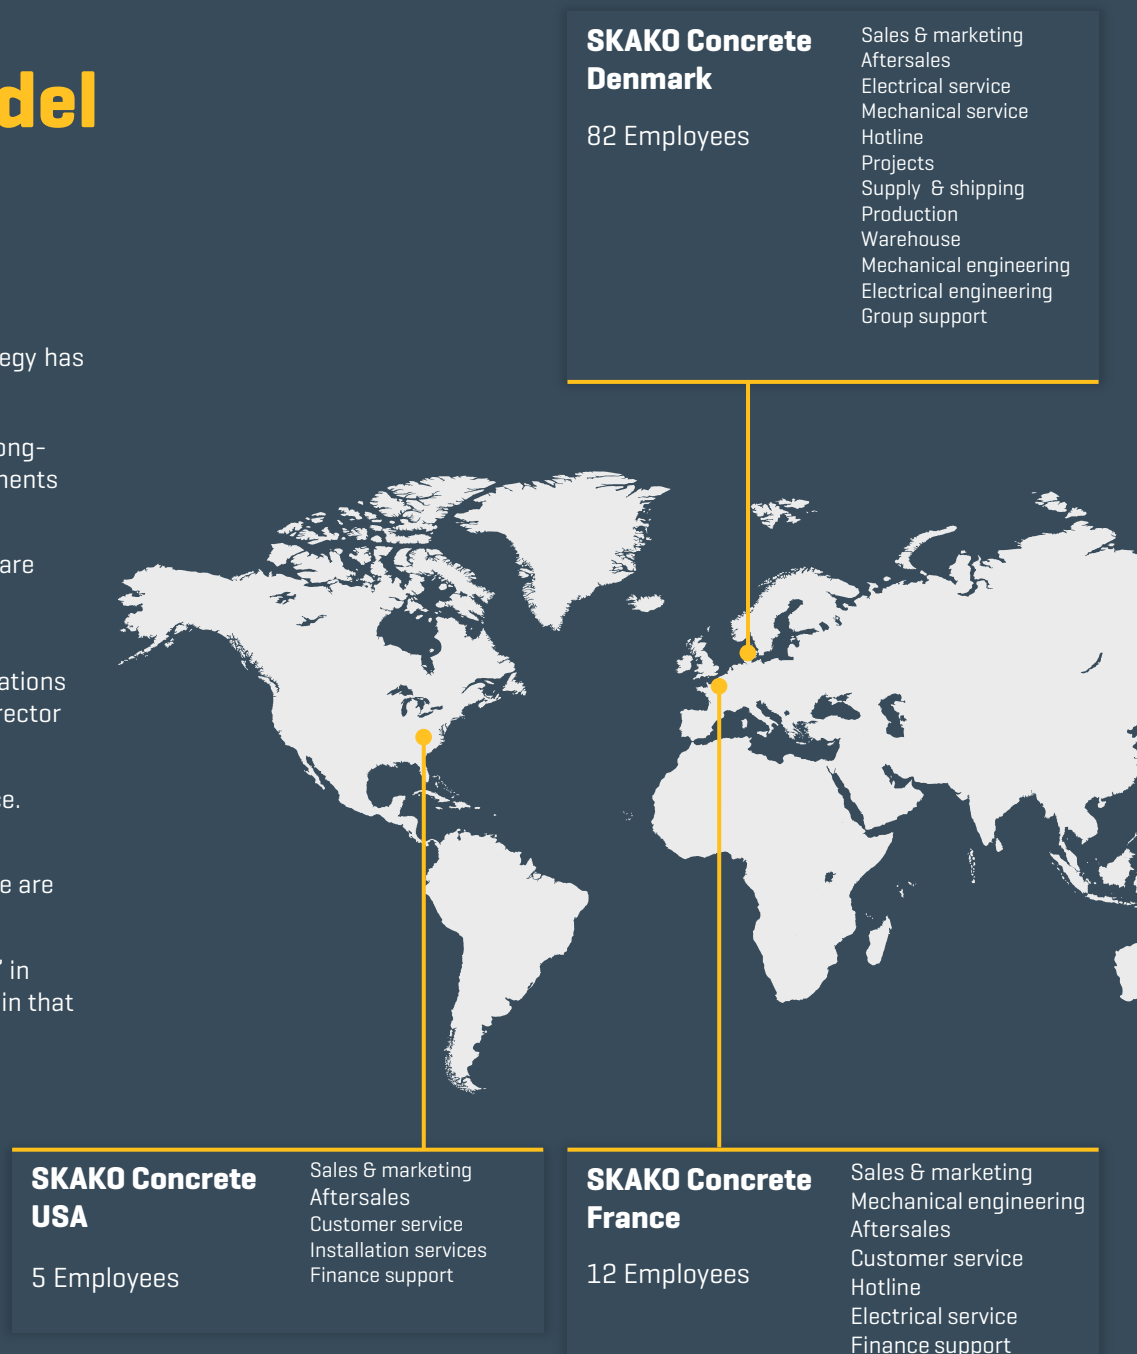 del
egy has
ong-
nents
are
ations
rector
e.
e are
in
in that
SKAKO Concrete
Denmark
82 Employees
Sales & marketing
Aftersales
Electrical service
Mechanical service
Hotline
Projects
Supply & shipping
Production
Warehouse
Mechanical engineering
Electrical engineering
Group support
SKAKO Concrete
USA
5 Employees
Sales & marketing
Aftersales
Customer service
Installation services
Finance support
SKAKO Concrete
France
12 Employees
Sales & marketing
Mechanical engineering
Aftersales
Customer service
Hotline
Electrical service
Finance support